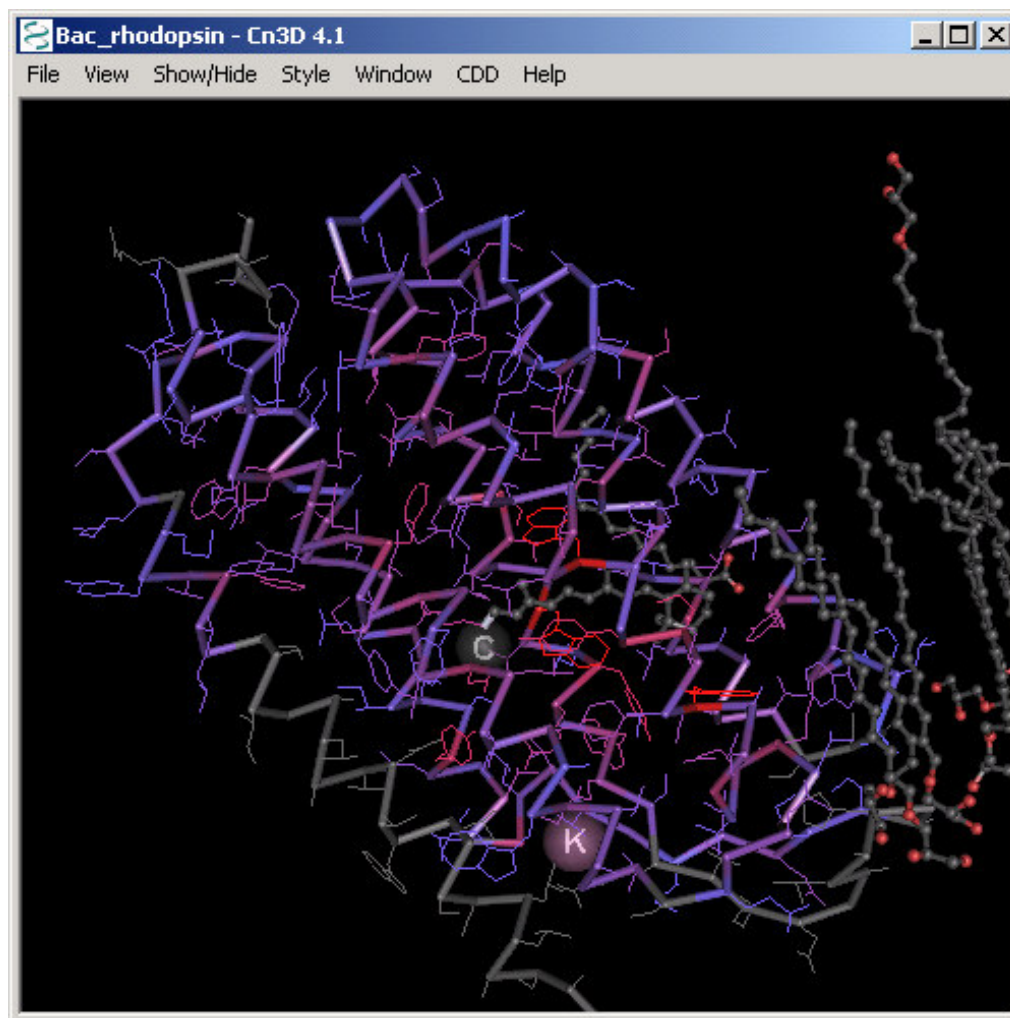 Bac_rhodopsin - Cn3D 4.1
File View Show/Hide Style Window CDD Help
C
K